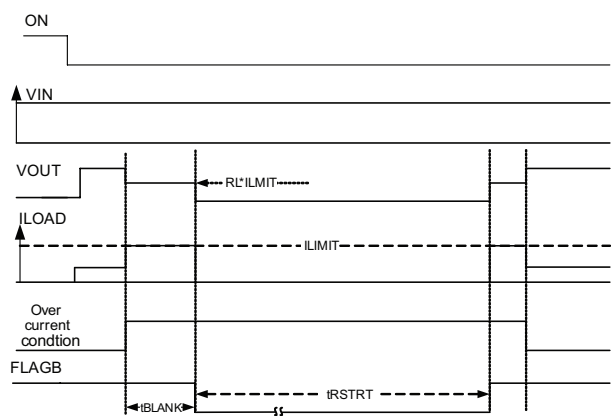 ON
VIN
VOUT
RL*ILMIT
ILOAD
ILIMIT
Over
current
condtion
FLAGB
tBLANK
tRSTRT